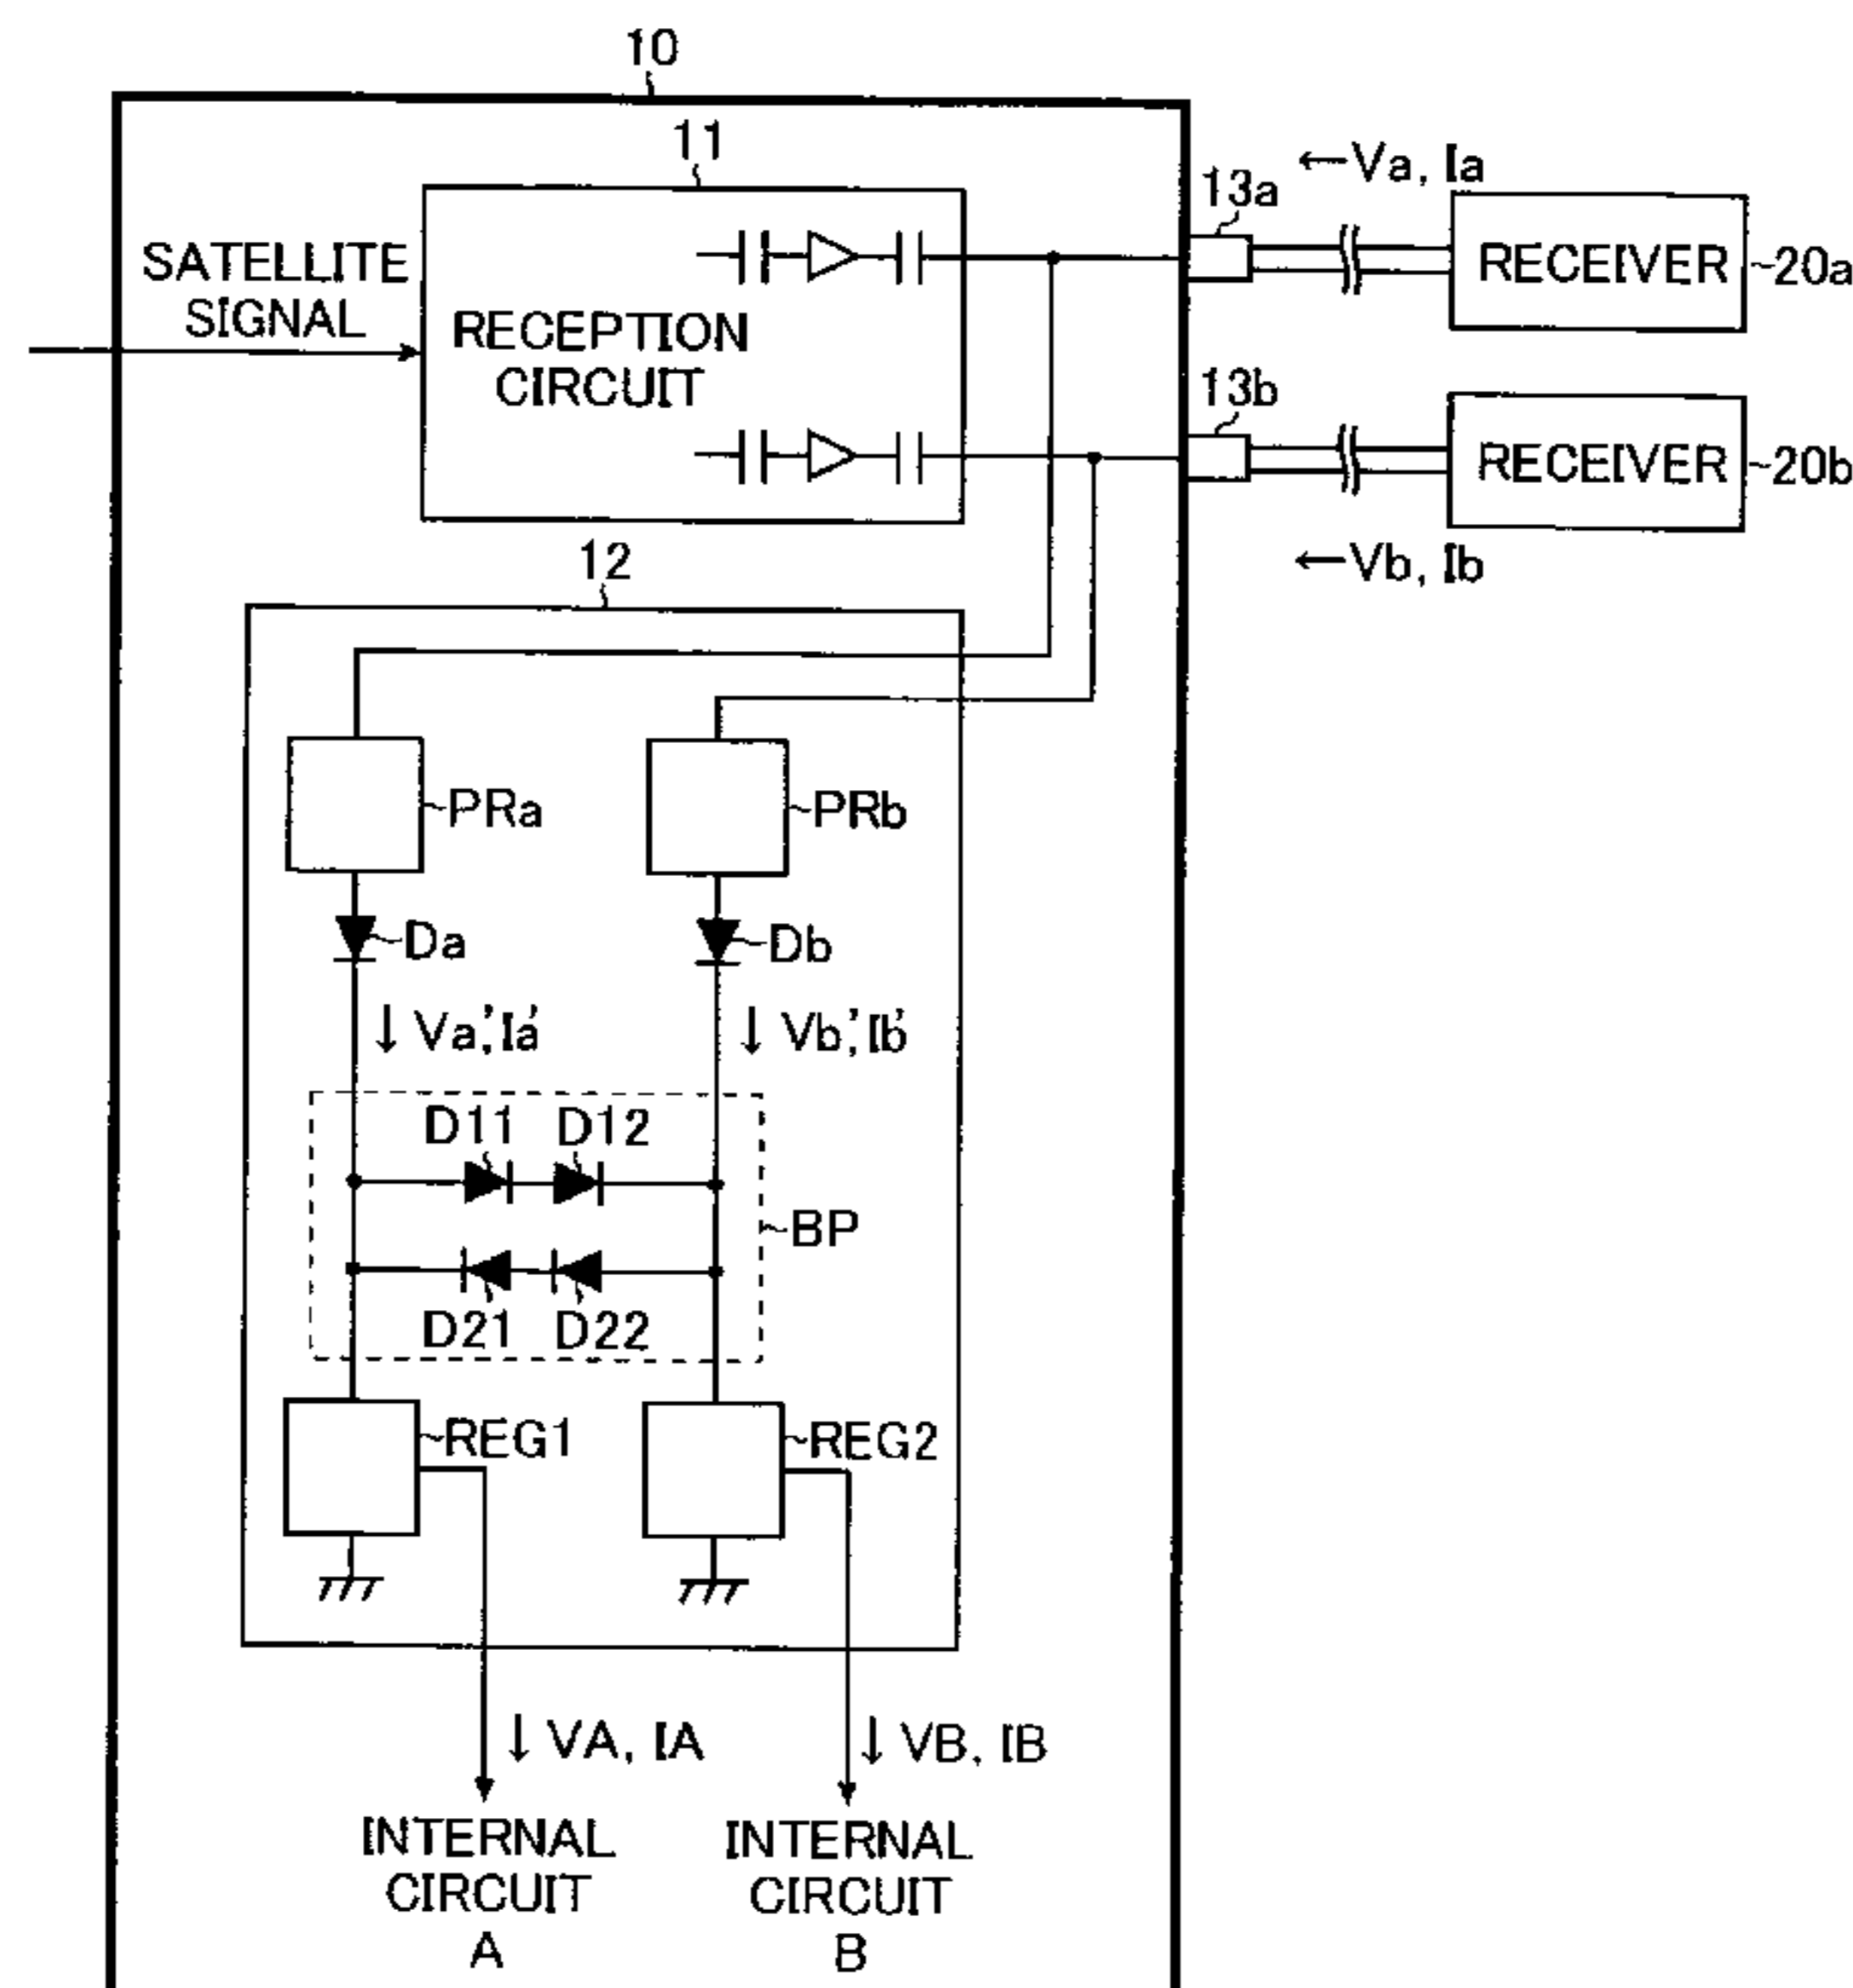 10
11
←Va, Ia
13a
SATELLITE
SIGNAL
RECEIVER
20a
RECEPTION
CIRCUIT
13b
RECEIVER
20b
12
←Vb, Ib
PRa
PRb
Da
Db
↓ Va',Ia'
↓ Vb',Ib'
D11
D12
BP
D21
D22
REG1
REG2
↓ VA, IA
↓ VB, IB
INTERNAL
CIRCUIT
A
INTERNAL
CIRCUIT
B